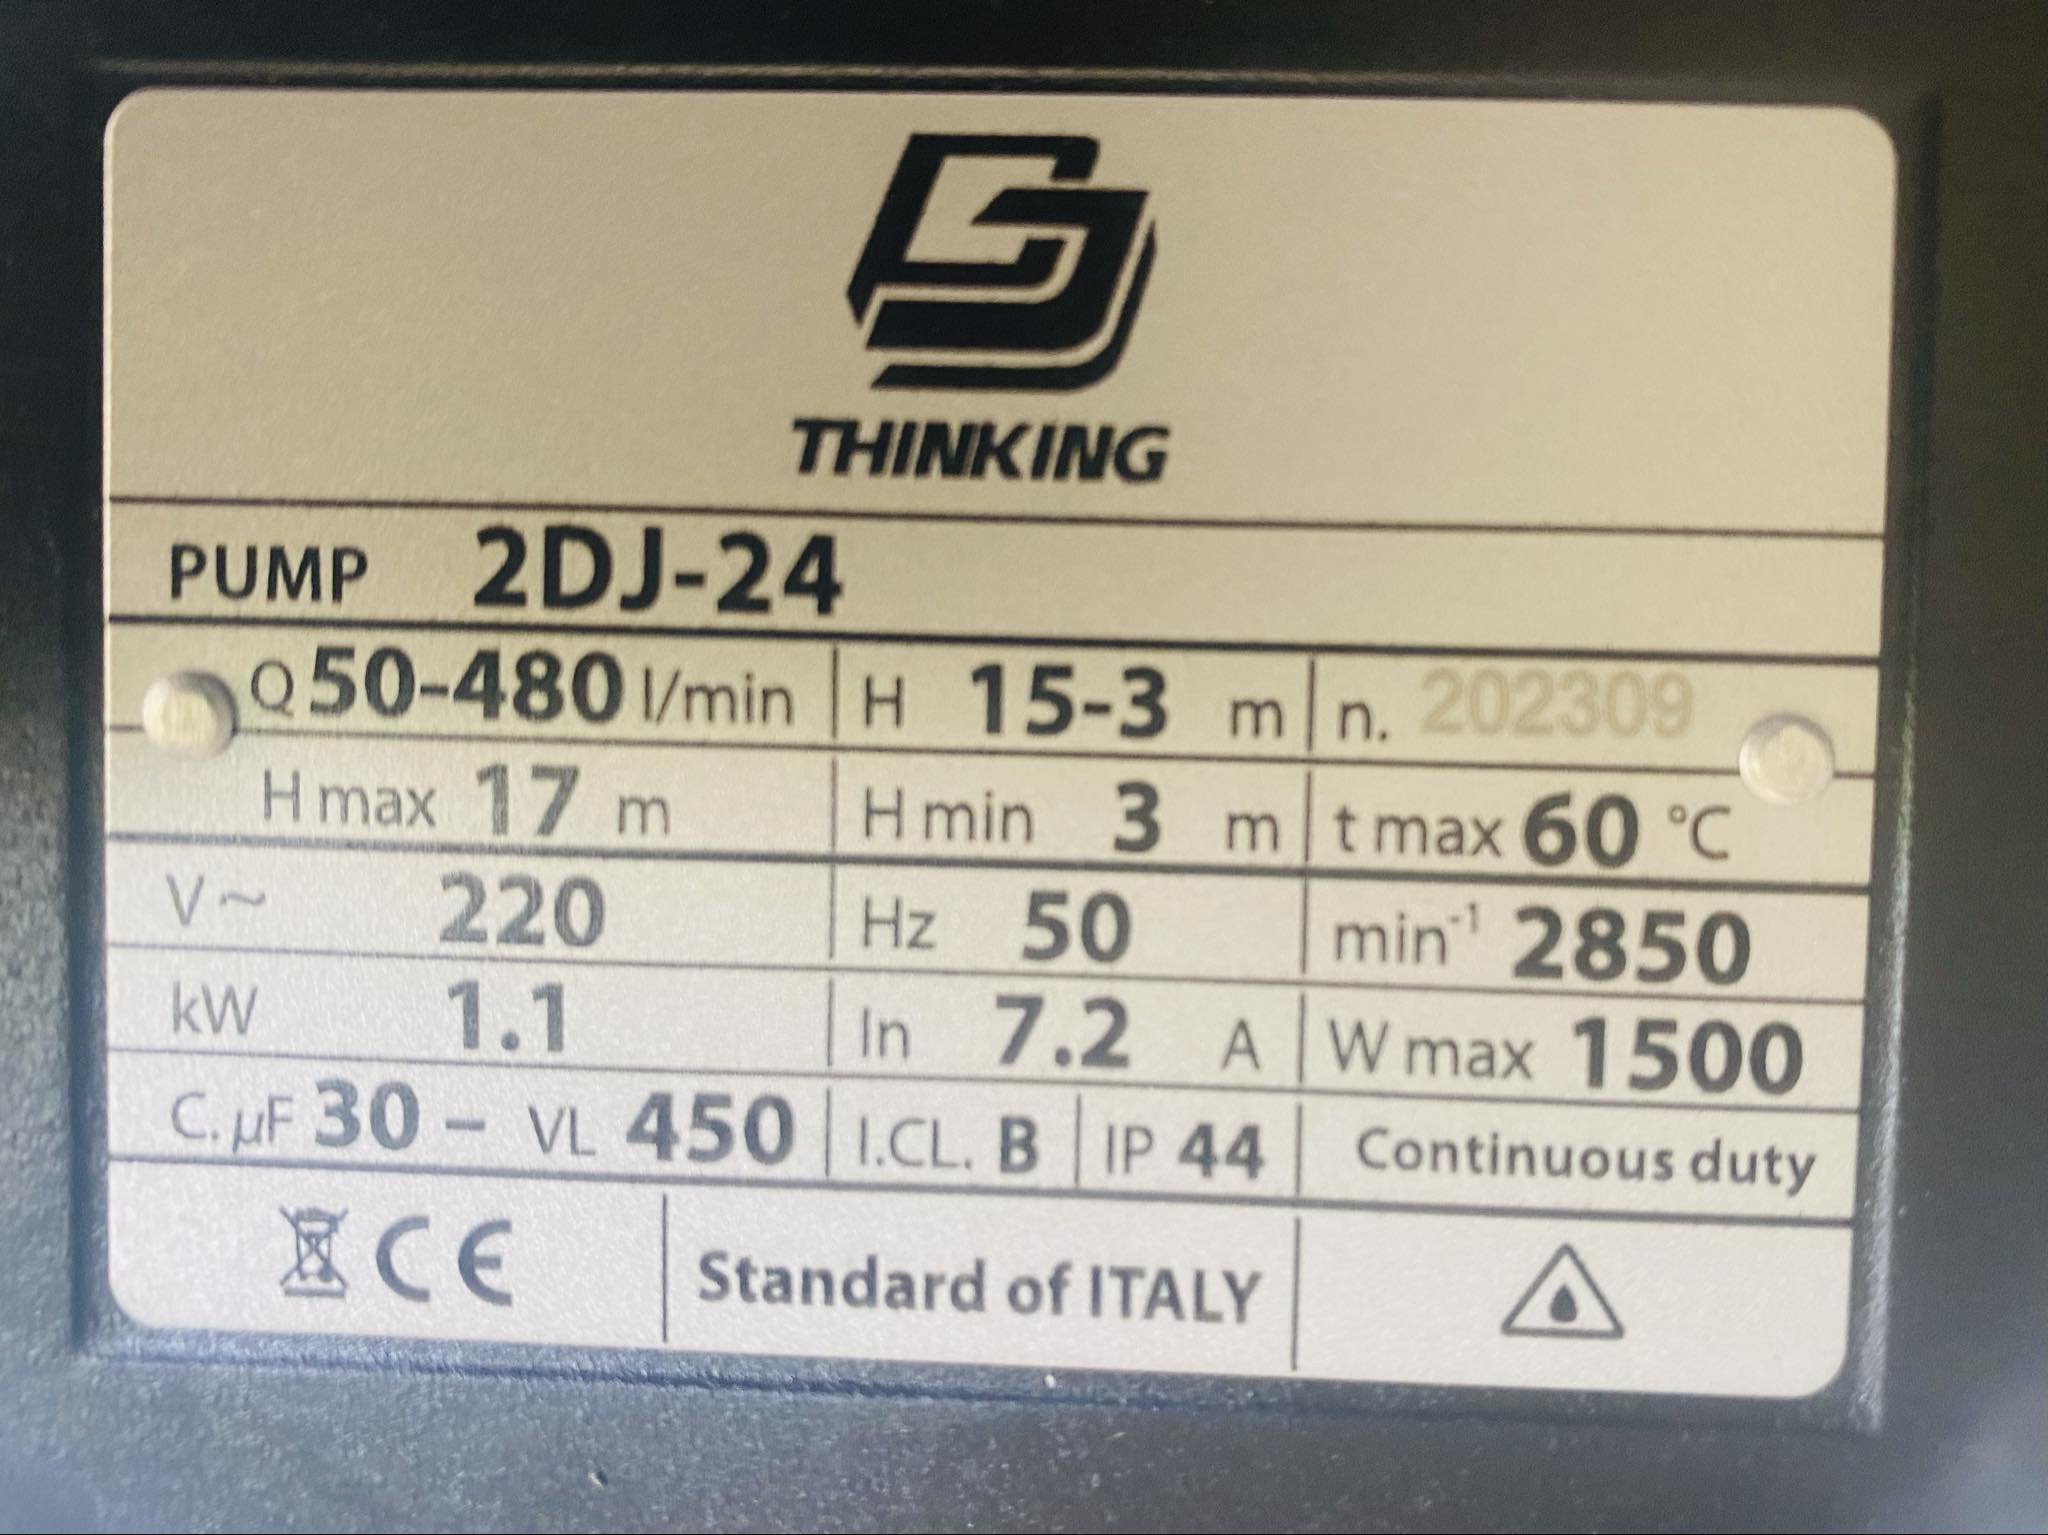 THINKING
PUMP 2DJ-24
Q 50-480 l/min H 15-3 m n. 202309
H max 17 m H min 3 m t max 60 °C
V~ 220 Hz 50 min⁻¹ 2850
kW 1.1 In 7.2 A W max 1500
C.µF 30 – VL 450 I.CL. B IP 44 Continuous duty
CE Standard of ITALY